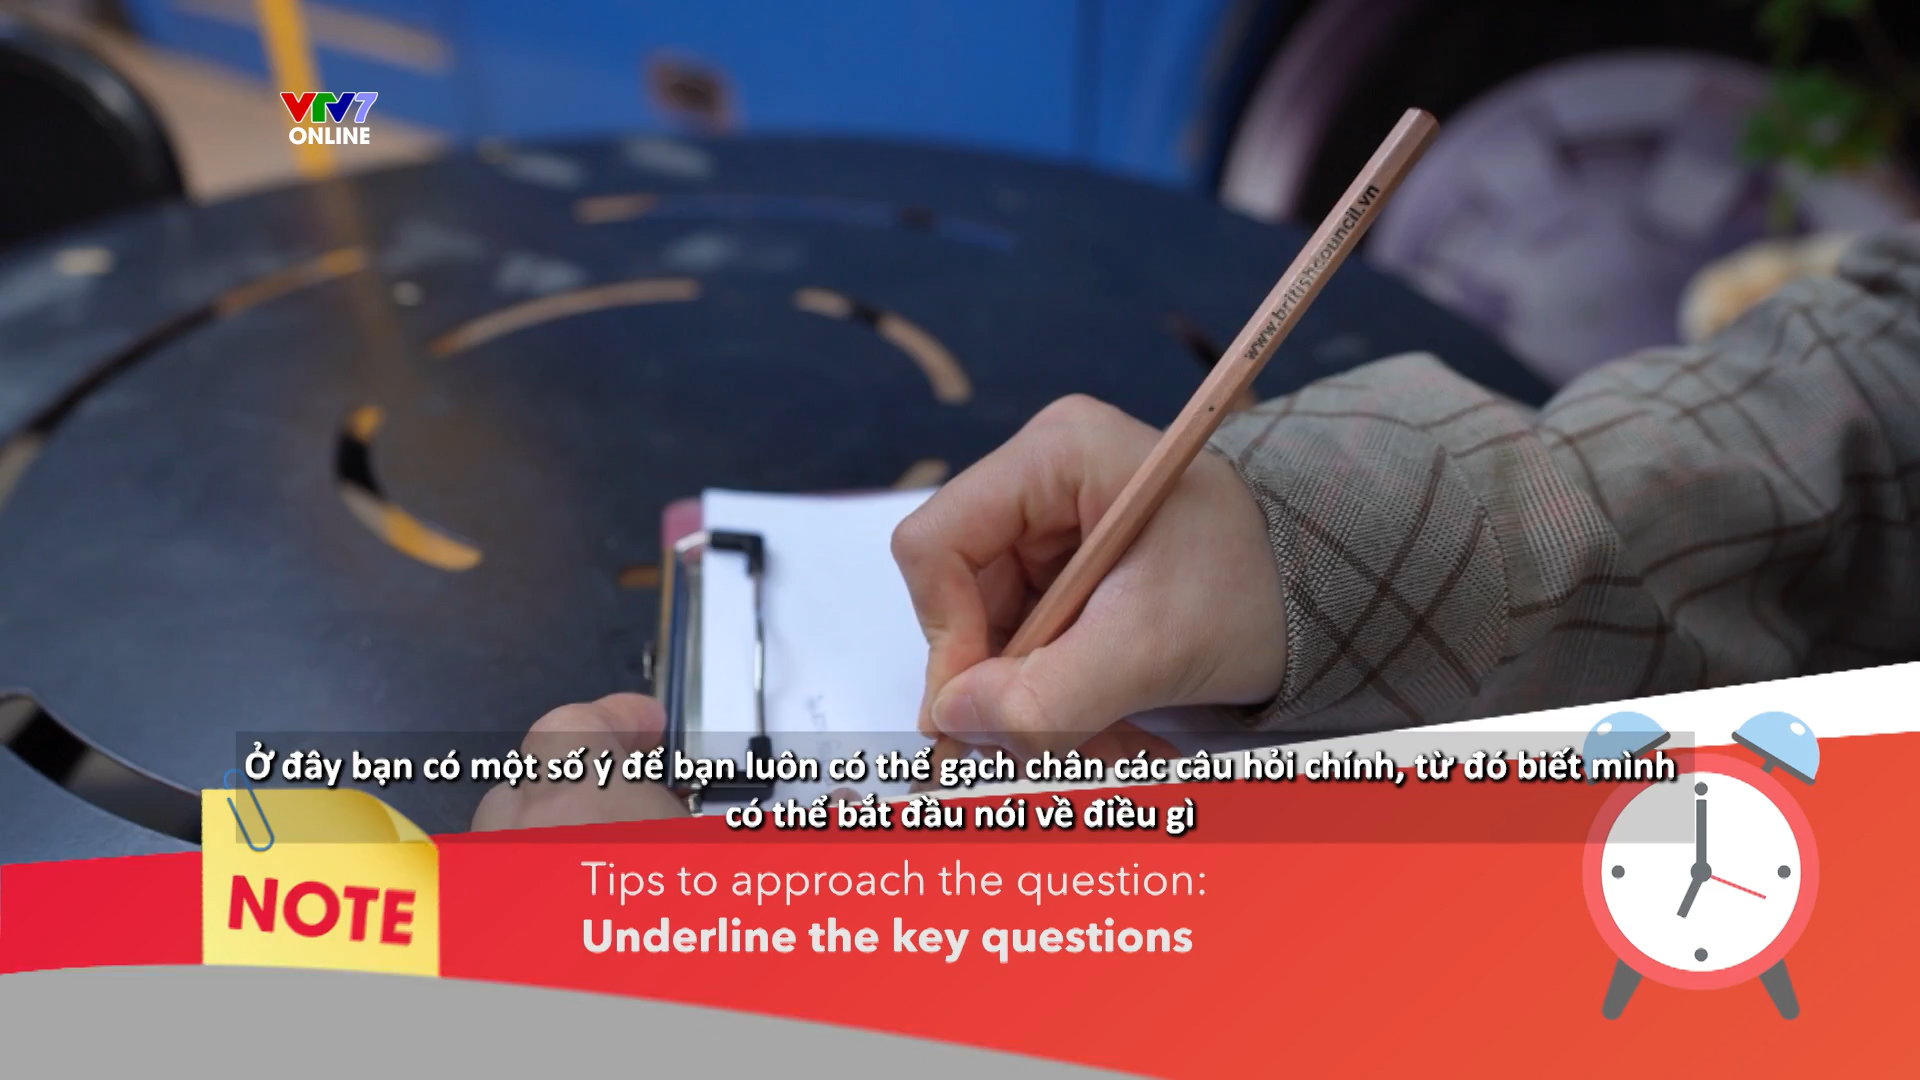 VTV7
ONLINE
www.britishcouncil.vn
Ở đây bạn có một số ý để bạn luôn có thể gạch chân các câu hỏi chính, từ đó biết mình
có thể bắt đầu nói về điều gì
NOTE
Tips to approach the question:
Underline the key questions